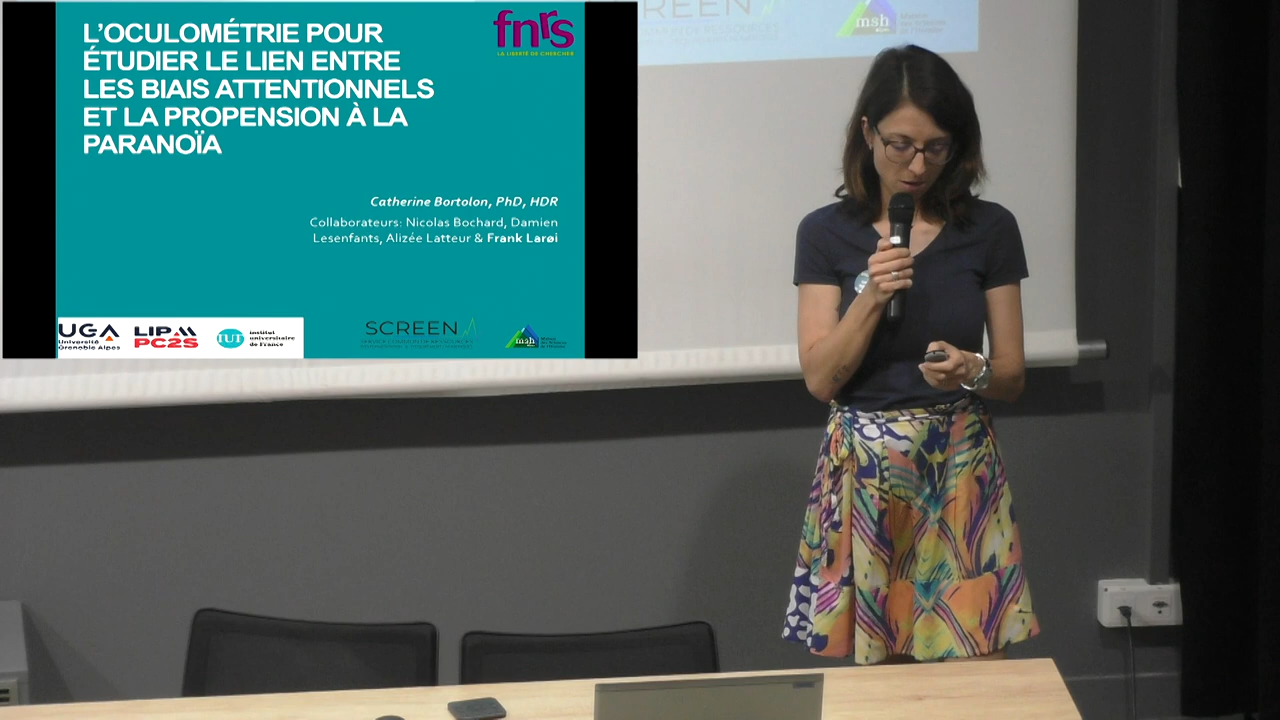 L'OCULOMÉTRIE POUR
ÉTUDIER LE LIEN ENTRE
LES BIAIS ATTENTIONNELS
ET LA PROPENSION À LA
PARANOÏA
fnrs
LA LIBERTÉ DE CHERCHER
Catherine Bortolon, PhD, HDR
Collaborateurs: Nicolas Bochard, Damien
Lesenfants, Alizée Latteur & Frank Larøi
UGA
Université
Grenoble Alpes
LIP
PC2S
IUF
institut
universitaire
de France
SCREEN
msh
REEN
msh